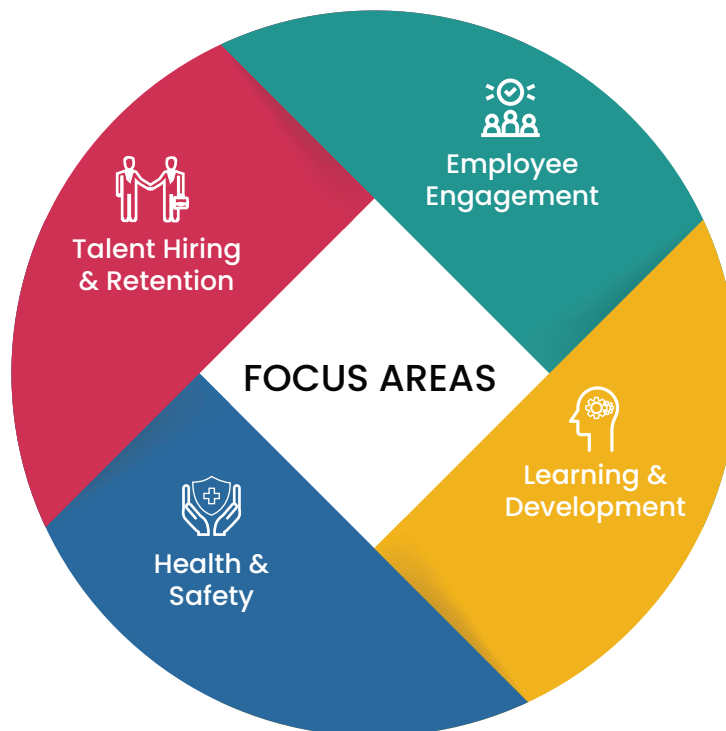 Employee
Engagement
Talent Hiring
& Retention
FOCUS AREAS
Learning &
Development
Health &
Safety